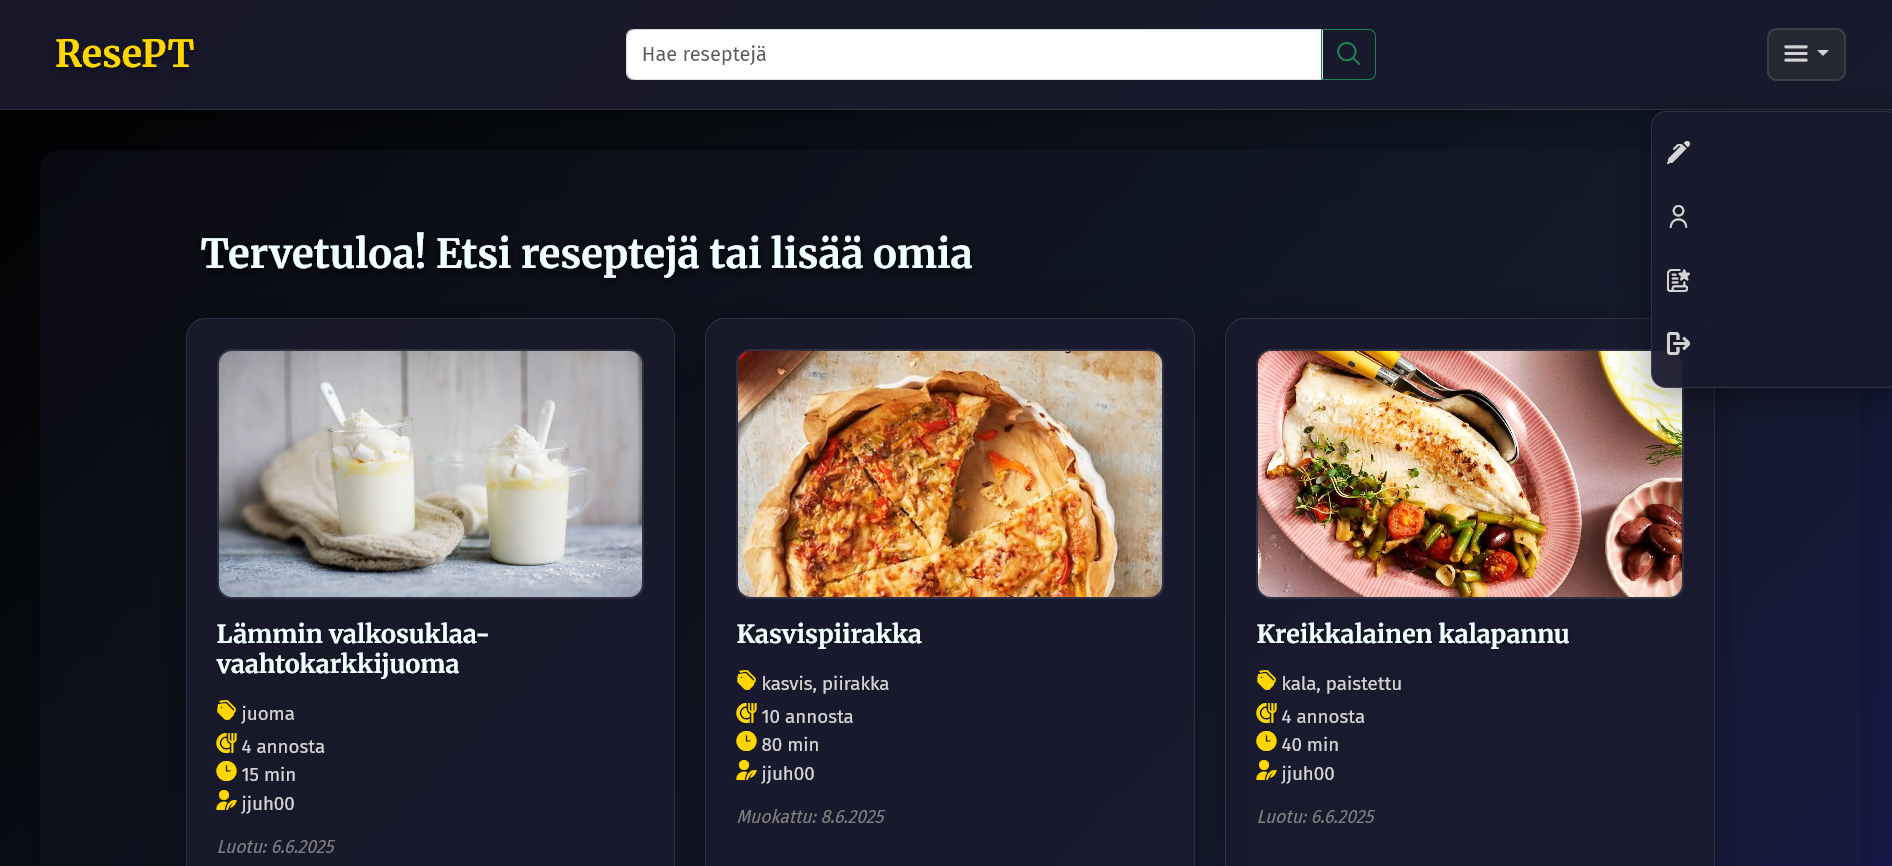 ResePT
Hae reseptejä
Tervetuloa! Etsi reseptejä tai lisää omia
Lämmin valkosuklaa-
vaahtokarkkijuoma
juoma
4 annosta
15 min
jjuh00
Luotu: 6.6.2025
Kasvispiirakka
kasvis, piirakka
10 annosta
80 min
jjuh00
Muokattu: 8.6.2025
Kreikkalainen kalapannu
kala, paistettu
4 annosta
40 min
jjuh00
Luotu: 6.6.2025